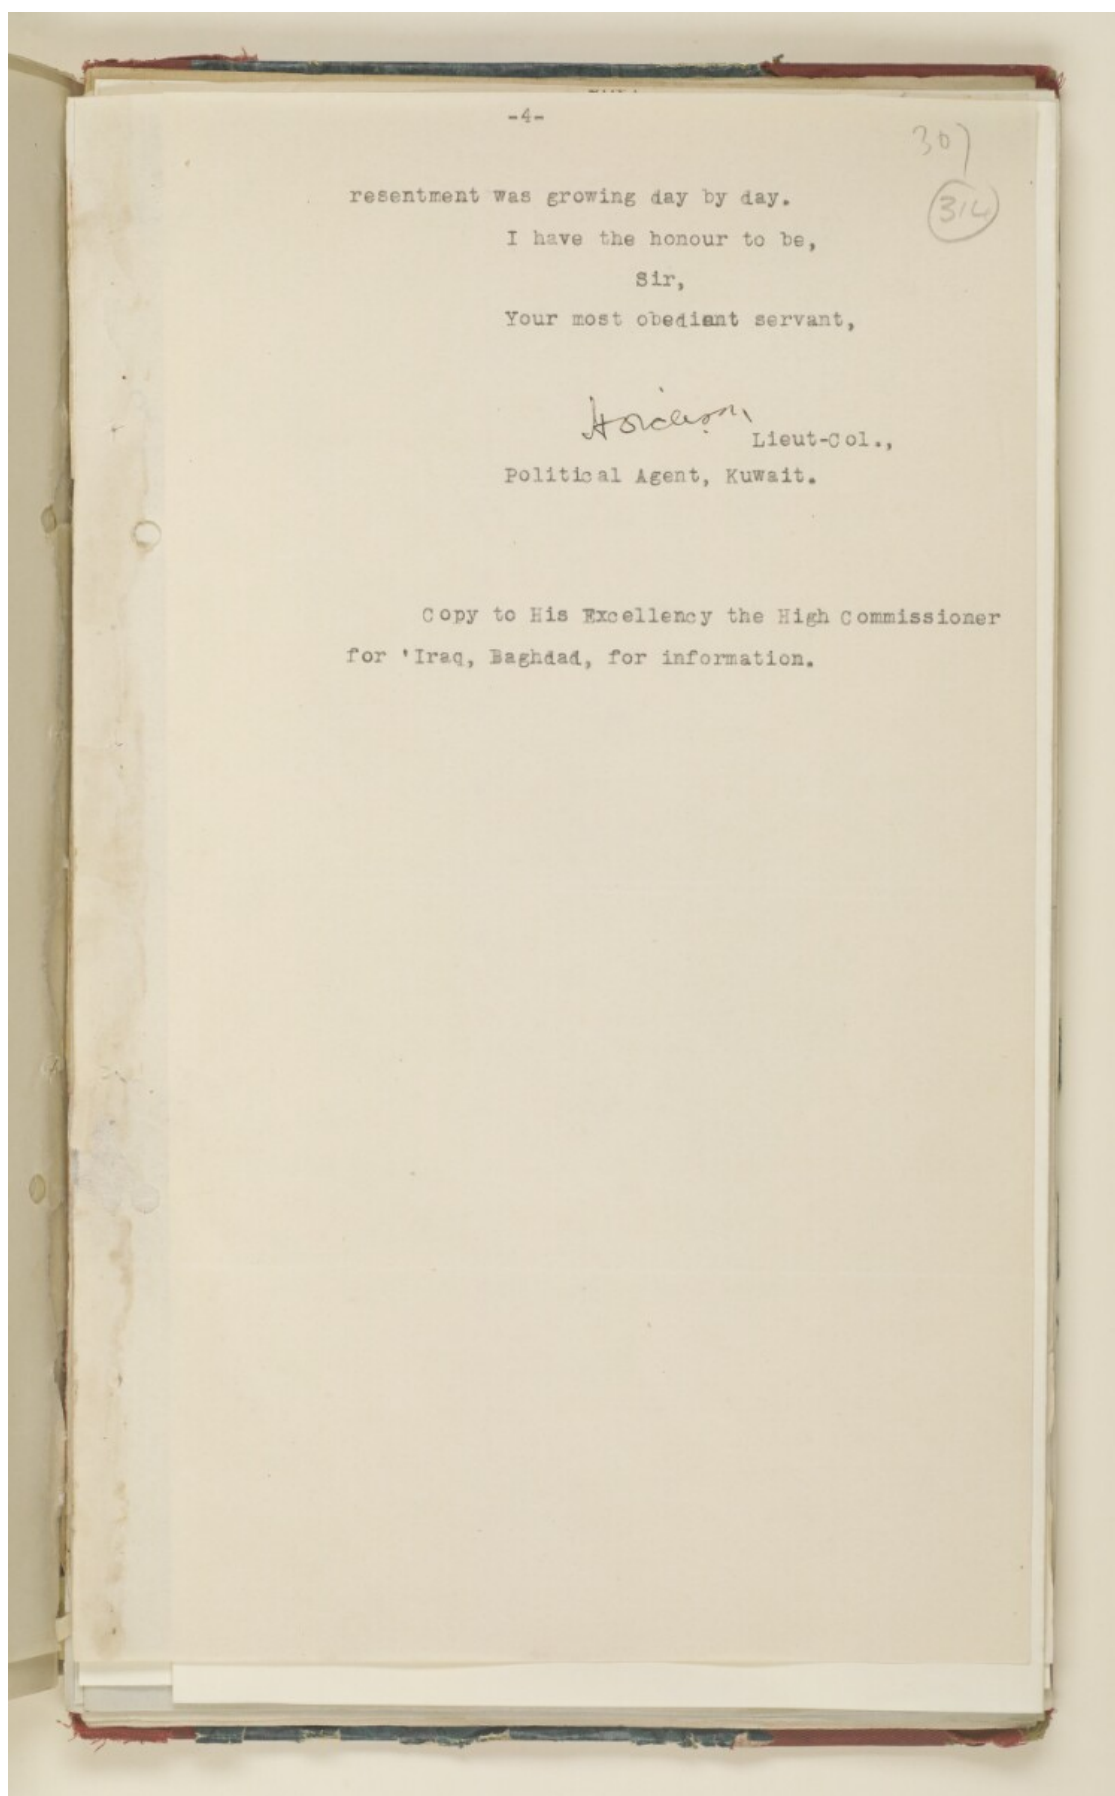 -4-
307
314
resentment was growing day by day.
I have the honour to be,
Sir,
Your most obedient servant,
Lieut-Col.,
Political Agent, Kuwait.
Copy to His Excellency the High Commissioner
for 'Iraq, Baghdad, for information.